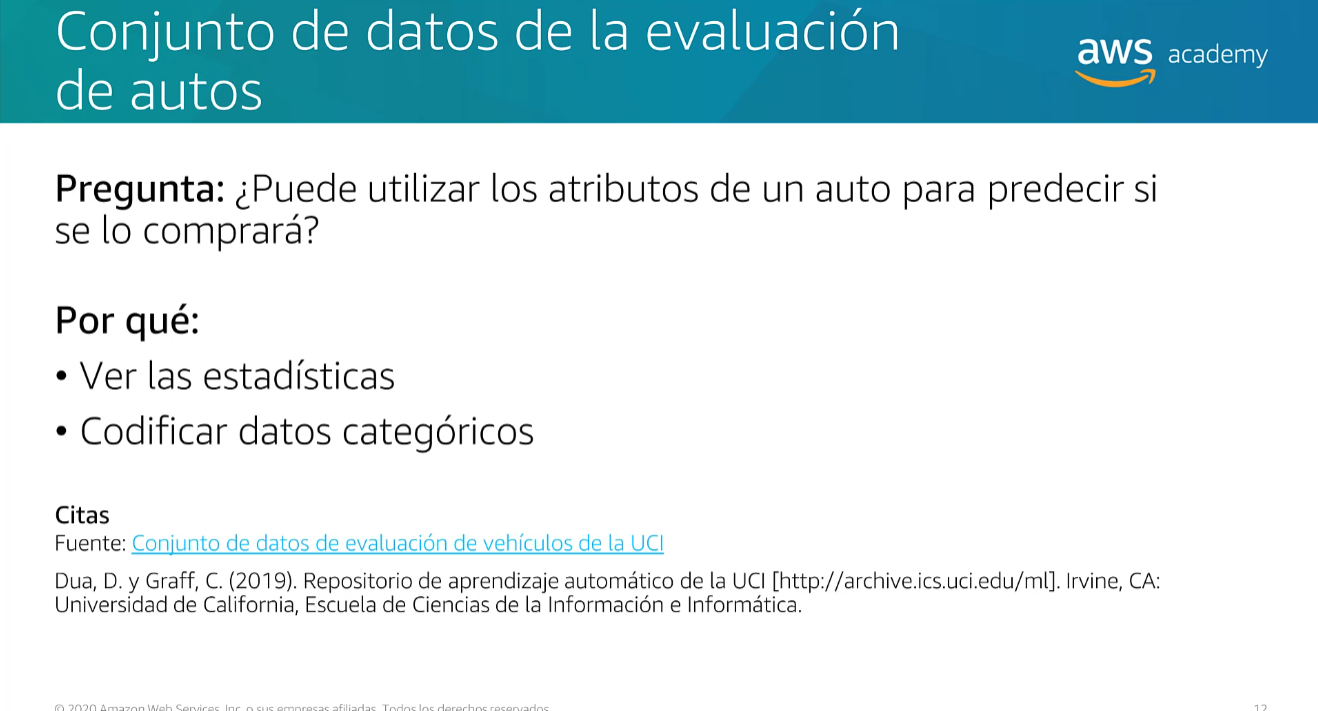 Conjunto de datos de la evaluación
de autos
aws academy
Pregunta: ¿Puede utilizar los atributos de un auto para predecir si
se lo comprará?
Por qué:
• Ver las estadísticas
• Codificar datos categóricos
Citas
Fuente: Conjunto de datos de evaluación de vehículos de la UCI
Dua, D. y Graff, C. (2019). Repositorio de aprendizaje automático de la UCI [http://archive.ics.uci.edu/ml]. Irvine, CA:
Universidad de California, Escuela de Ciencias de la Información e Informática.
© 2020 Amazon Web Services, Inc. o sus empresas afiliadas. Todos los derechos reservados.
12